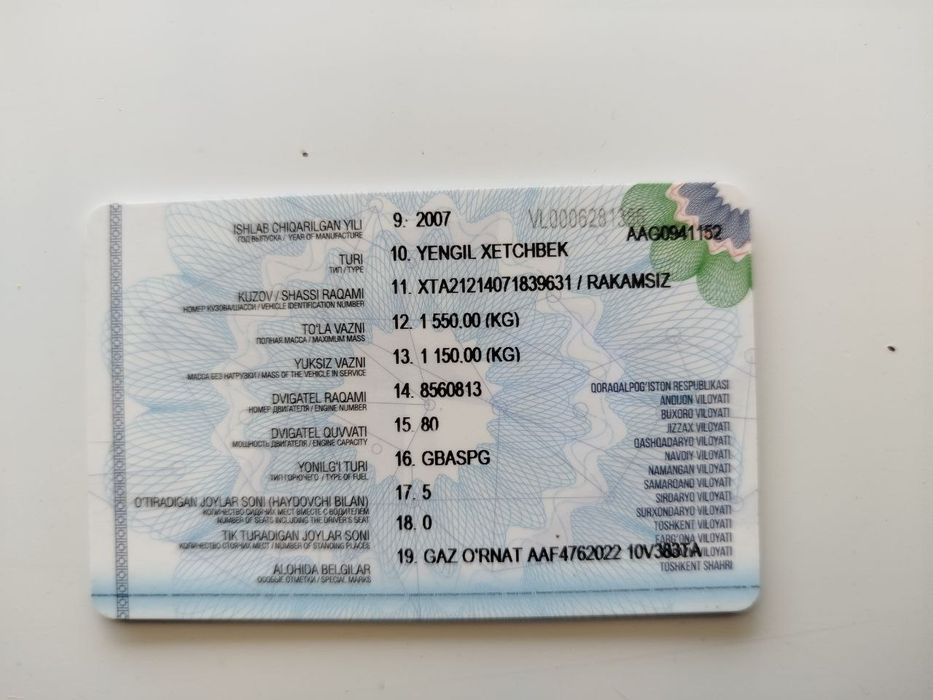 VL0006281386
AAG0941152
ISHLAB CHIQARILGAN YILI 9. 2007
ГОД ВЫПУСКА / YEAR OF MANUFACTURE
TURI 10. YENGIL XETCHBEK
ТИП / TYPE
KUZOV / SHASSI RAQAMI 11. XTA21214071839631 / RAKAMSIZ
НОМЕР КУЗОВА/ШАССИ / VEHICLE IDENTIFICATION NUMBER
TO'LA VAZNI 12. 1 550.00 (KG)
ПОЛНАЯ МАССА / MAXIMUM MASS
YUKSIZ VAZNI 13. 1 150.00 (KG)
МАССА БЕЗ НАГРУЗКИ / MASS OF THE VEHICLE IN SERVICE
DVIGATEL RAQAMI 14. 8560813
НОМЕР ДВИГАТЕЛЯ / ENGINE NUMBER
DVIGATEL QUVVATI 15. 80
МОЩНОСТЬ ДВИГАТЕЛЯ / ENGINE CAPACITY
YONILG'I TURI 16. GBASPG
ТИП ГОРЮЧЕГО / TYPE OF FUEL
O'TIRADIGAN JOYLAR SONI (HAYDOVCHI BILAN) 17. 5
КОЛИЧЕСТВО СИДЯЧИХ МЕСТ ВМЕСТЕ С ВОДИТЕЛЕМ
NUMBER OF SEATS INCLUDING THE DRIVER'S SEAT
TIK TURADIGAN JOYLAR SONI 18. 0
КОЛИЧЕСТВО СТОЯЧИХ МЕСТ / NUMBER OF STANDING PLACES
ALOHIDA BELGILAR 19. GAZ O'RNAT AAF4762022 10V3837A
ОСОБЫЕ ОТМЕТКИ / SPECIAL MARKS
QORAQALPOG'ISTON RESPUBLIKASI
ANDIJON VILOYATI
BUXORO VILOYATI
JIZZAX VILOYATI
QASHQADARYO VILOYATI
NAVOIY VILOYATI
NAMANGAN VILOYATI
SAMARQAND VILOYATI
SIRDARYO VILOYATI
SURXONDARYO VILOYATI
TOSHKENT VILOYATI
FARG'ONA VILOYATI
VILOYATI
TOSHKENT SHAHRI